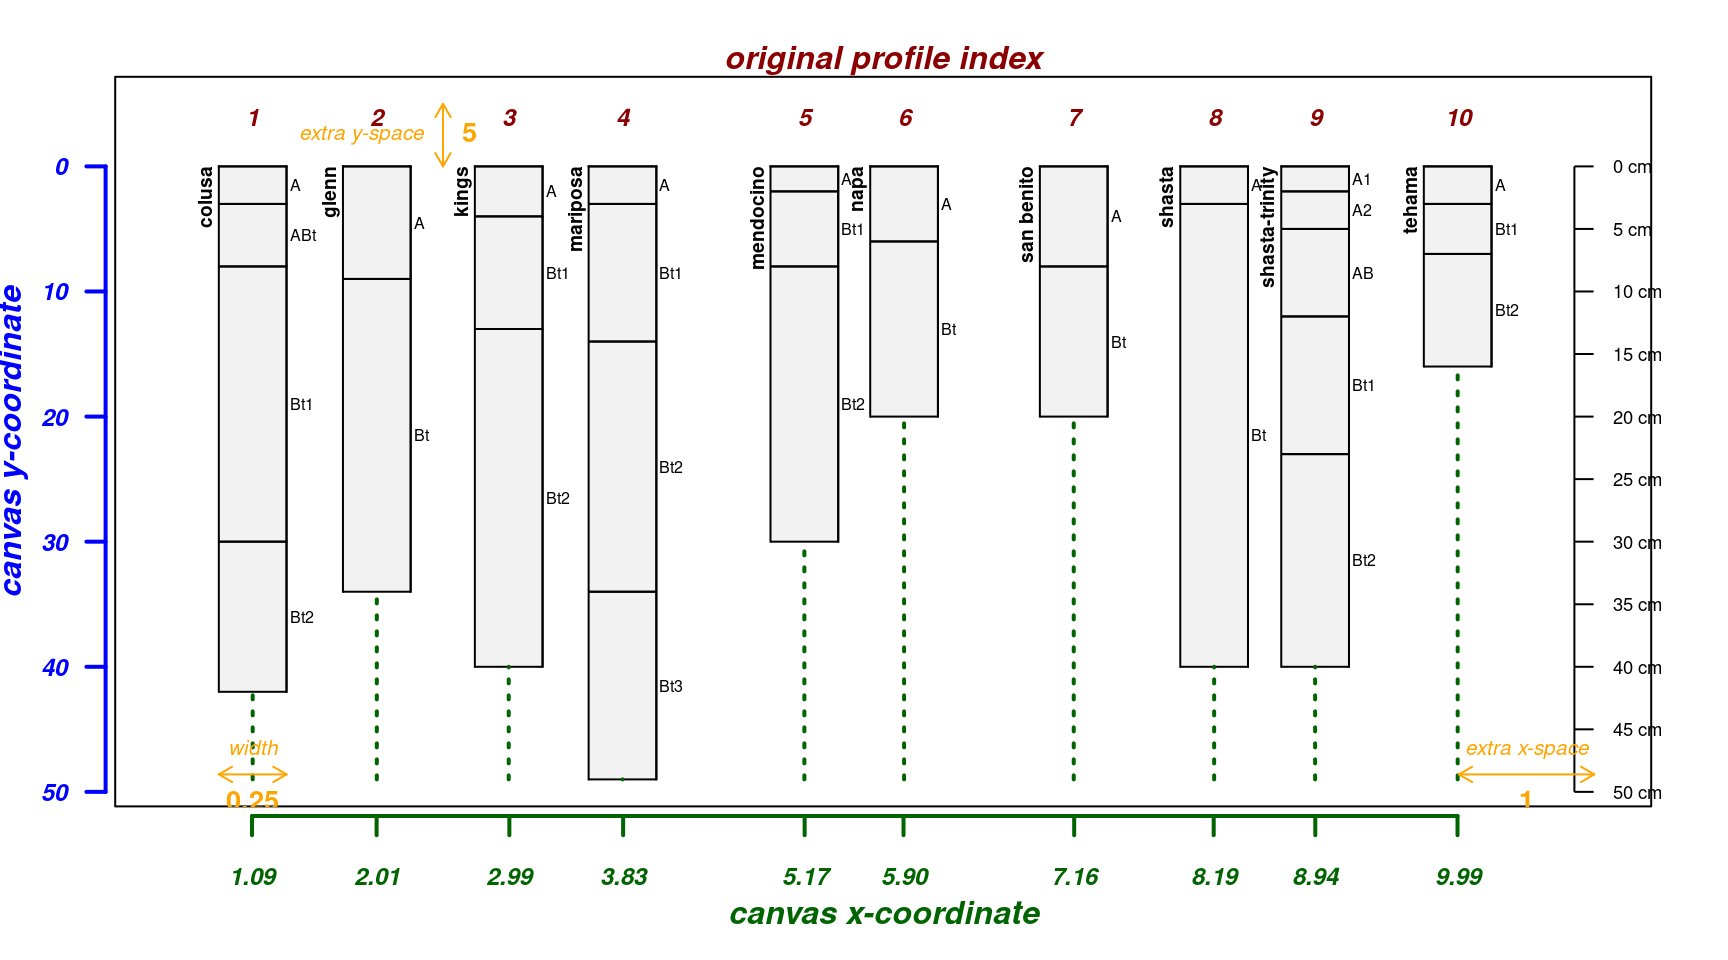 original profile index
1 2 3 4 5 6 7 8 9 10
extra y-space 5
canvas y-coordinate
0
10
20
30
40
50
colusa
A
ABt
Bt1
Bt2
glenn
A
Bt
kings
A
Bt1
Bt2
mariposa
A
Bt1
Bt2
Bt3
mendocino
A
Bt1
Bt2
napa
A
Bt
san benito
A
Bt
shasta
A
Bt
shasta-trinity
A1
A2
AB
Bt1
Bt2
tehama
A
Bt1
Bt2
0 cm
5 cm
10 cm
15 cm
20 cm
25 cm
30 cm
35 cm
40 cm
45 cm
50 cm
width
0.25
extra x-space
1
1.09 2.01 2.99 3.83 5.17 5.90 7.16 8.19 8.94 9.99
canvas x-coordinate